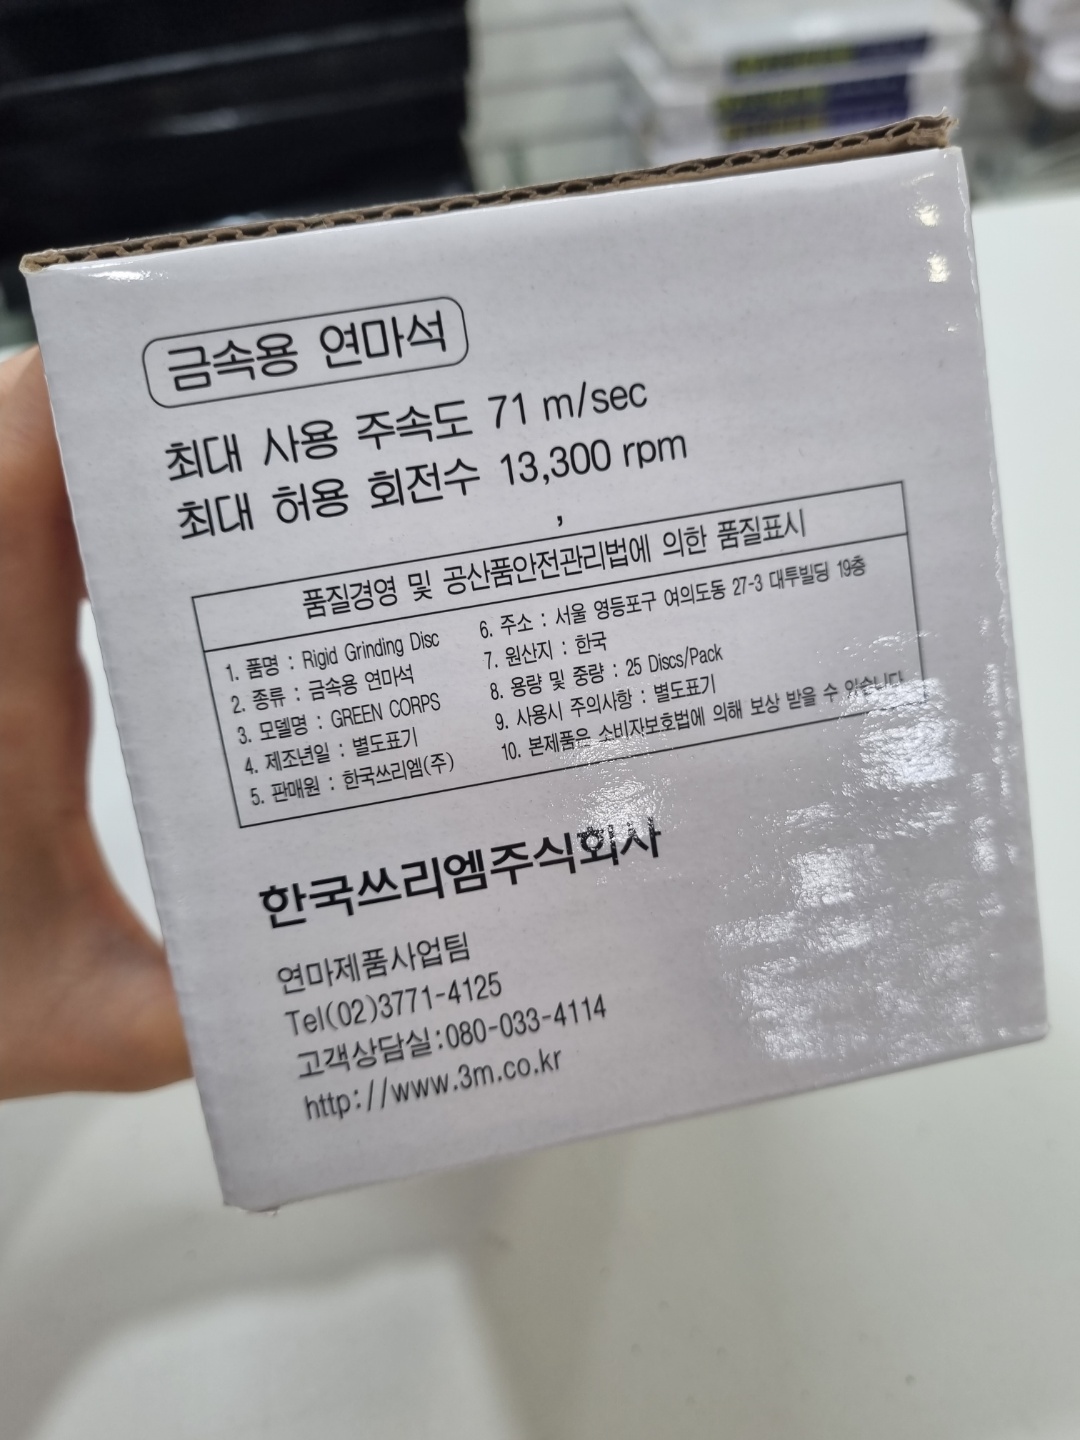 금속용 연마석
최대 사용 주속도 71 m/sec
최대 허용 회전수 13,300 rpm
,
품질경영 및 공산품안전관리법에 의한 품질표시
1. 품명 : Rigid Grinding Disc
2. 종류 : 금속용 연마석
3. 모델명 : GREEN CORPS
4. 제조년일 : 별도표기
5. 판매원 : 한국쓰리엠(주)
6. 주소 : 서울 영등포구 여의도동 27-3 대투빌딩 19층
7. 원산지 : 한국
8. 용량 및 중량 : 25 Discs/Pack
9. 사용시 주의사항 : 별도표기
10. 본제품은 소비자보호법에 의해 보상 받을 수 있습니다
한국쓰리엠주식회사
연마제품사업팀
Tel(02)3771-4125
고객상담실:080-033-4114
http://www.3m.co.kr